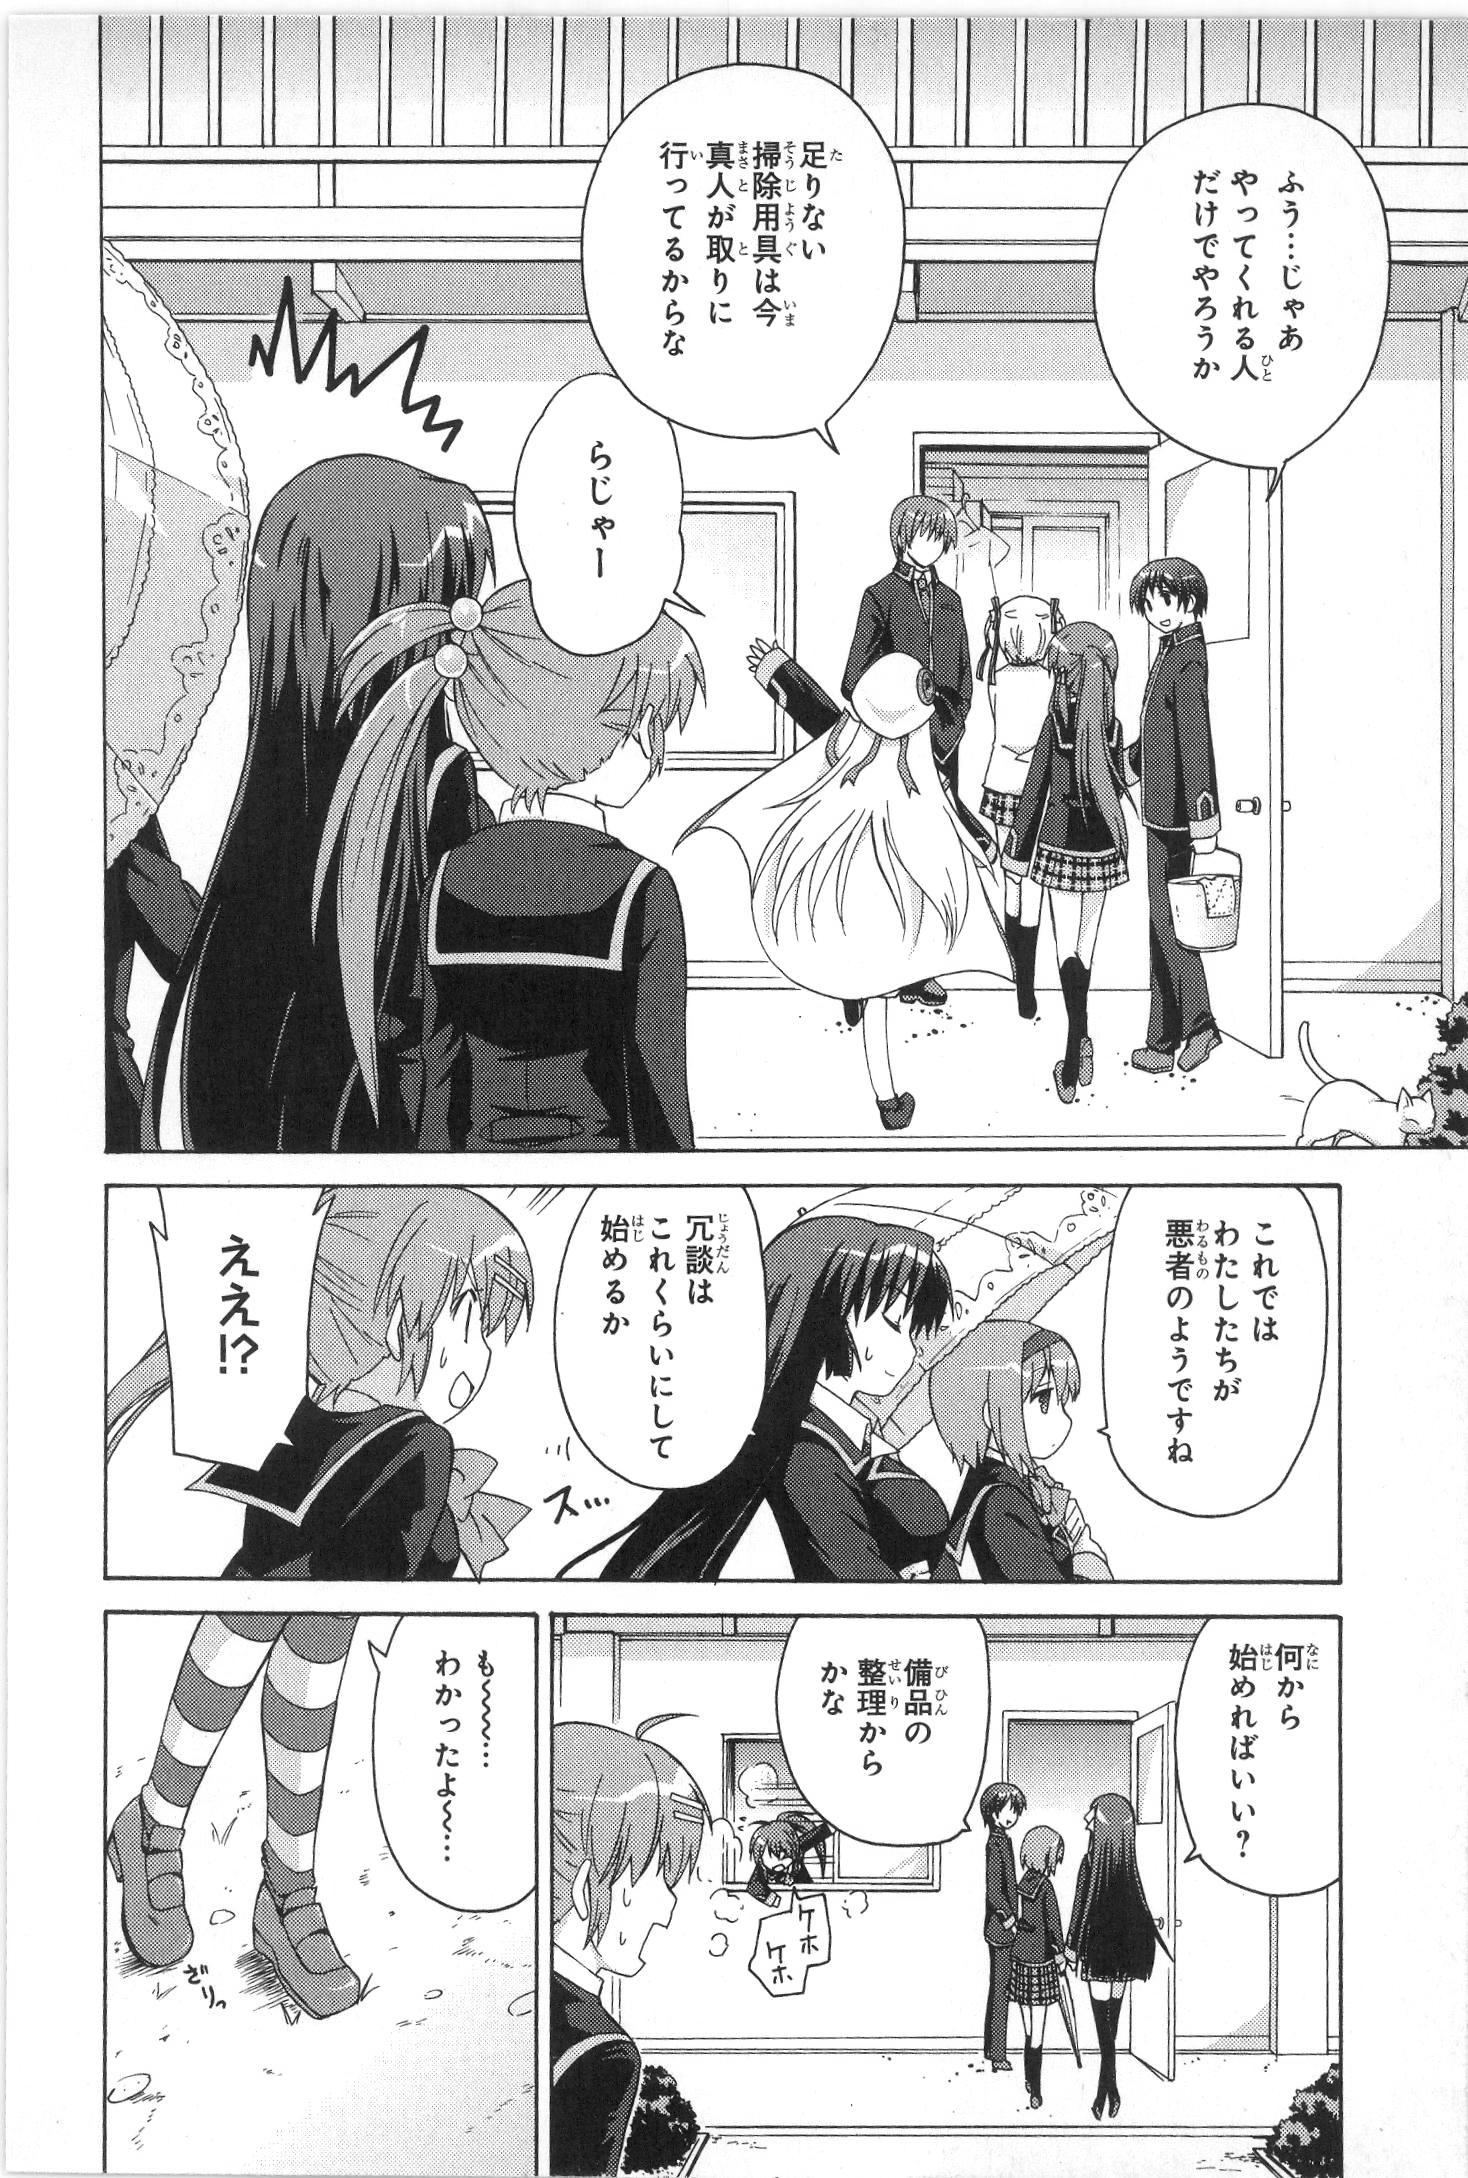 ふう…じゃあ
やってくれる人
だけでやろうか
足りない
掃除用具は今
真人が取りに
行ってるからな
らじゃー
これでは
わたしたちが
悪者のようですね
冗談は
これくらいにして
始めるか
ス…
ええ!?
何から
始めればいい?
備品の
整理から
かな
ケホ
ケホ
も〜〜……
わかったよ〜……
ざりっ